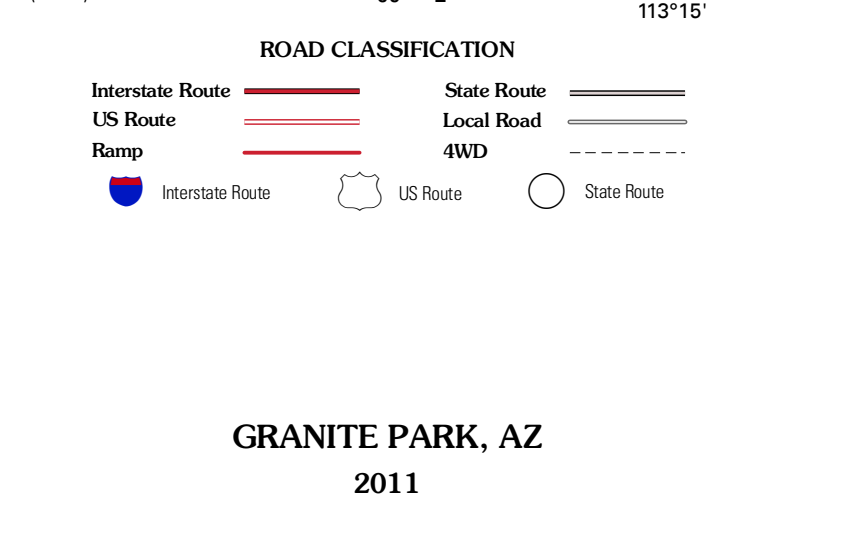 113°15'
ROAD CLASSIFICATION
Interstate Route State Route
US Route Local Road
Ramp 4WD
Interstate Route US Route State Route
GRANITE PARK, AZ
2011